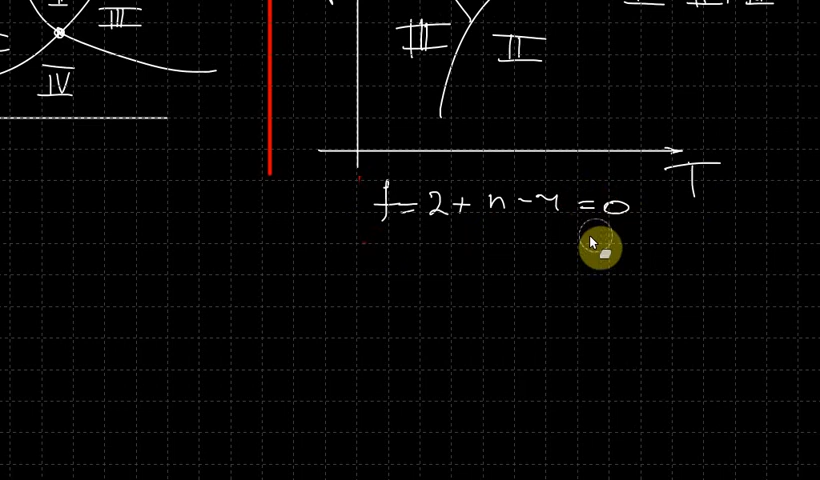 I
III
IV
III
II
T
f = 2 + n - r = 0